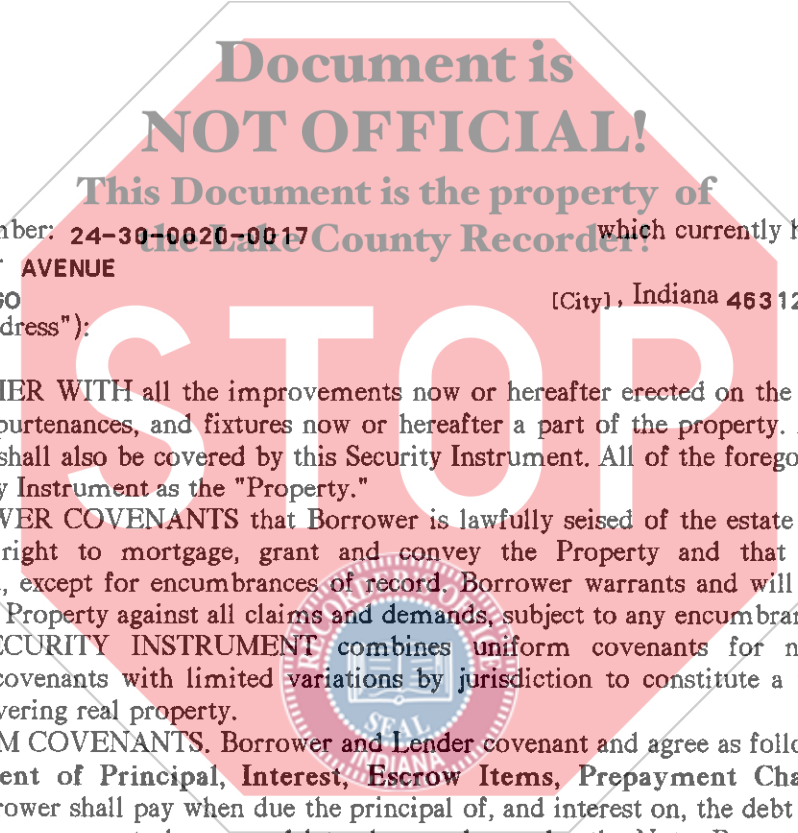 Document is
NOT OFFICIAL!
This Document is the property of
the Lake County Recorder!
nber: 24-30-0020-0017 which currently h
AVENUE
GO [City], Indiana 46312
dress"):
STOP
HER WITH all the improvements now or hereafter erected on the
purtenances, and fixtures now or hereafter a part of the property.
shall also be covered by this Security Instrument. All of the forego
y Instrument as the "Property."
WER COVENANTS that Borrower is lawfully seised of the estate
right to mortgage, grant and convey the Property and that
, except for encumbrances of record. Borrower warrants and will
Property against all claims and demands, subject to any encumbran
ECURITY INSTRUMENT combines uniform covenants for n
covenants with limited variations by jurisdiction to constitute a
vering real property.
M COVENANTS. Borrower and Lender covenant and agree as follo
ent of Principal, Interest, Escrow Items, Prepayment Cha
rower shall pay when due the principal of, and interest on, the debt
RECORDER'S OFFICE
SEAL
INDIANA